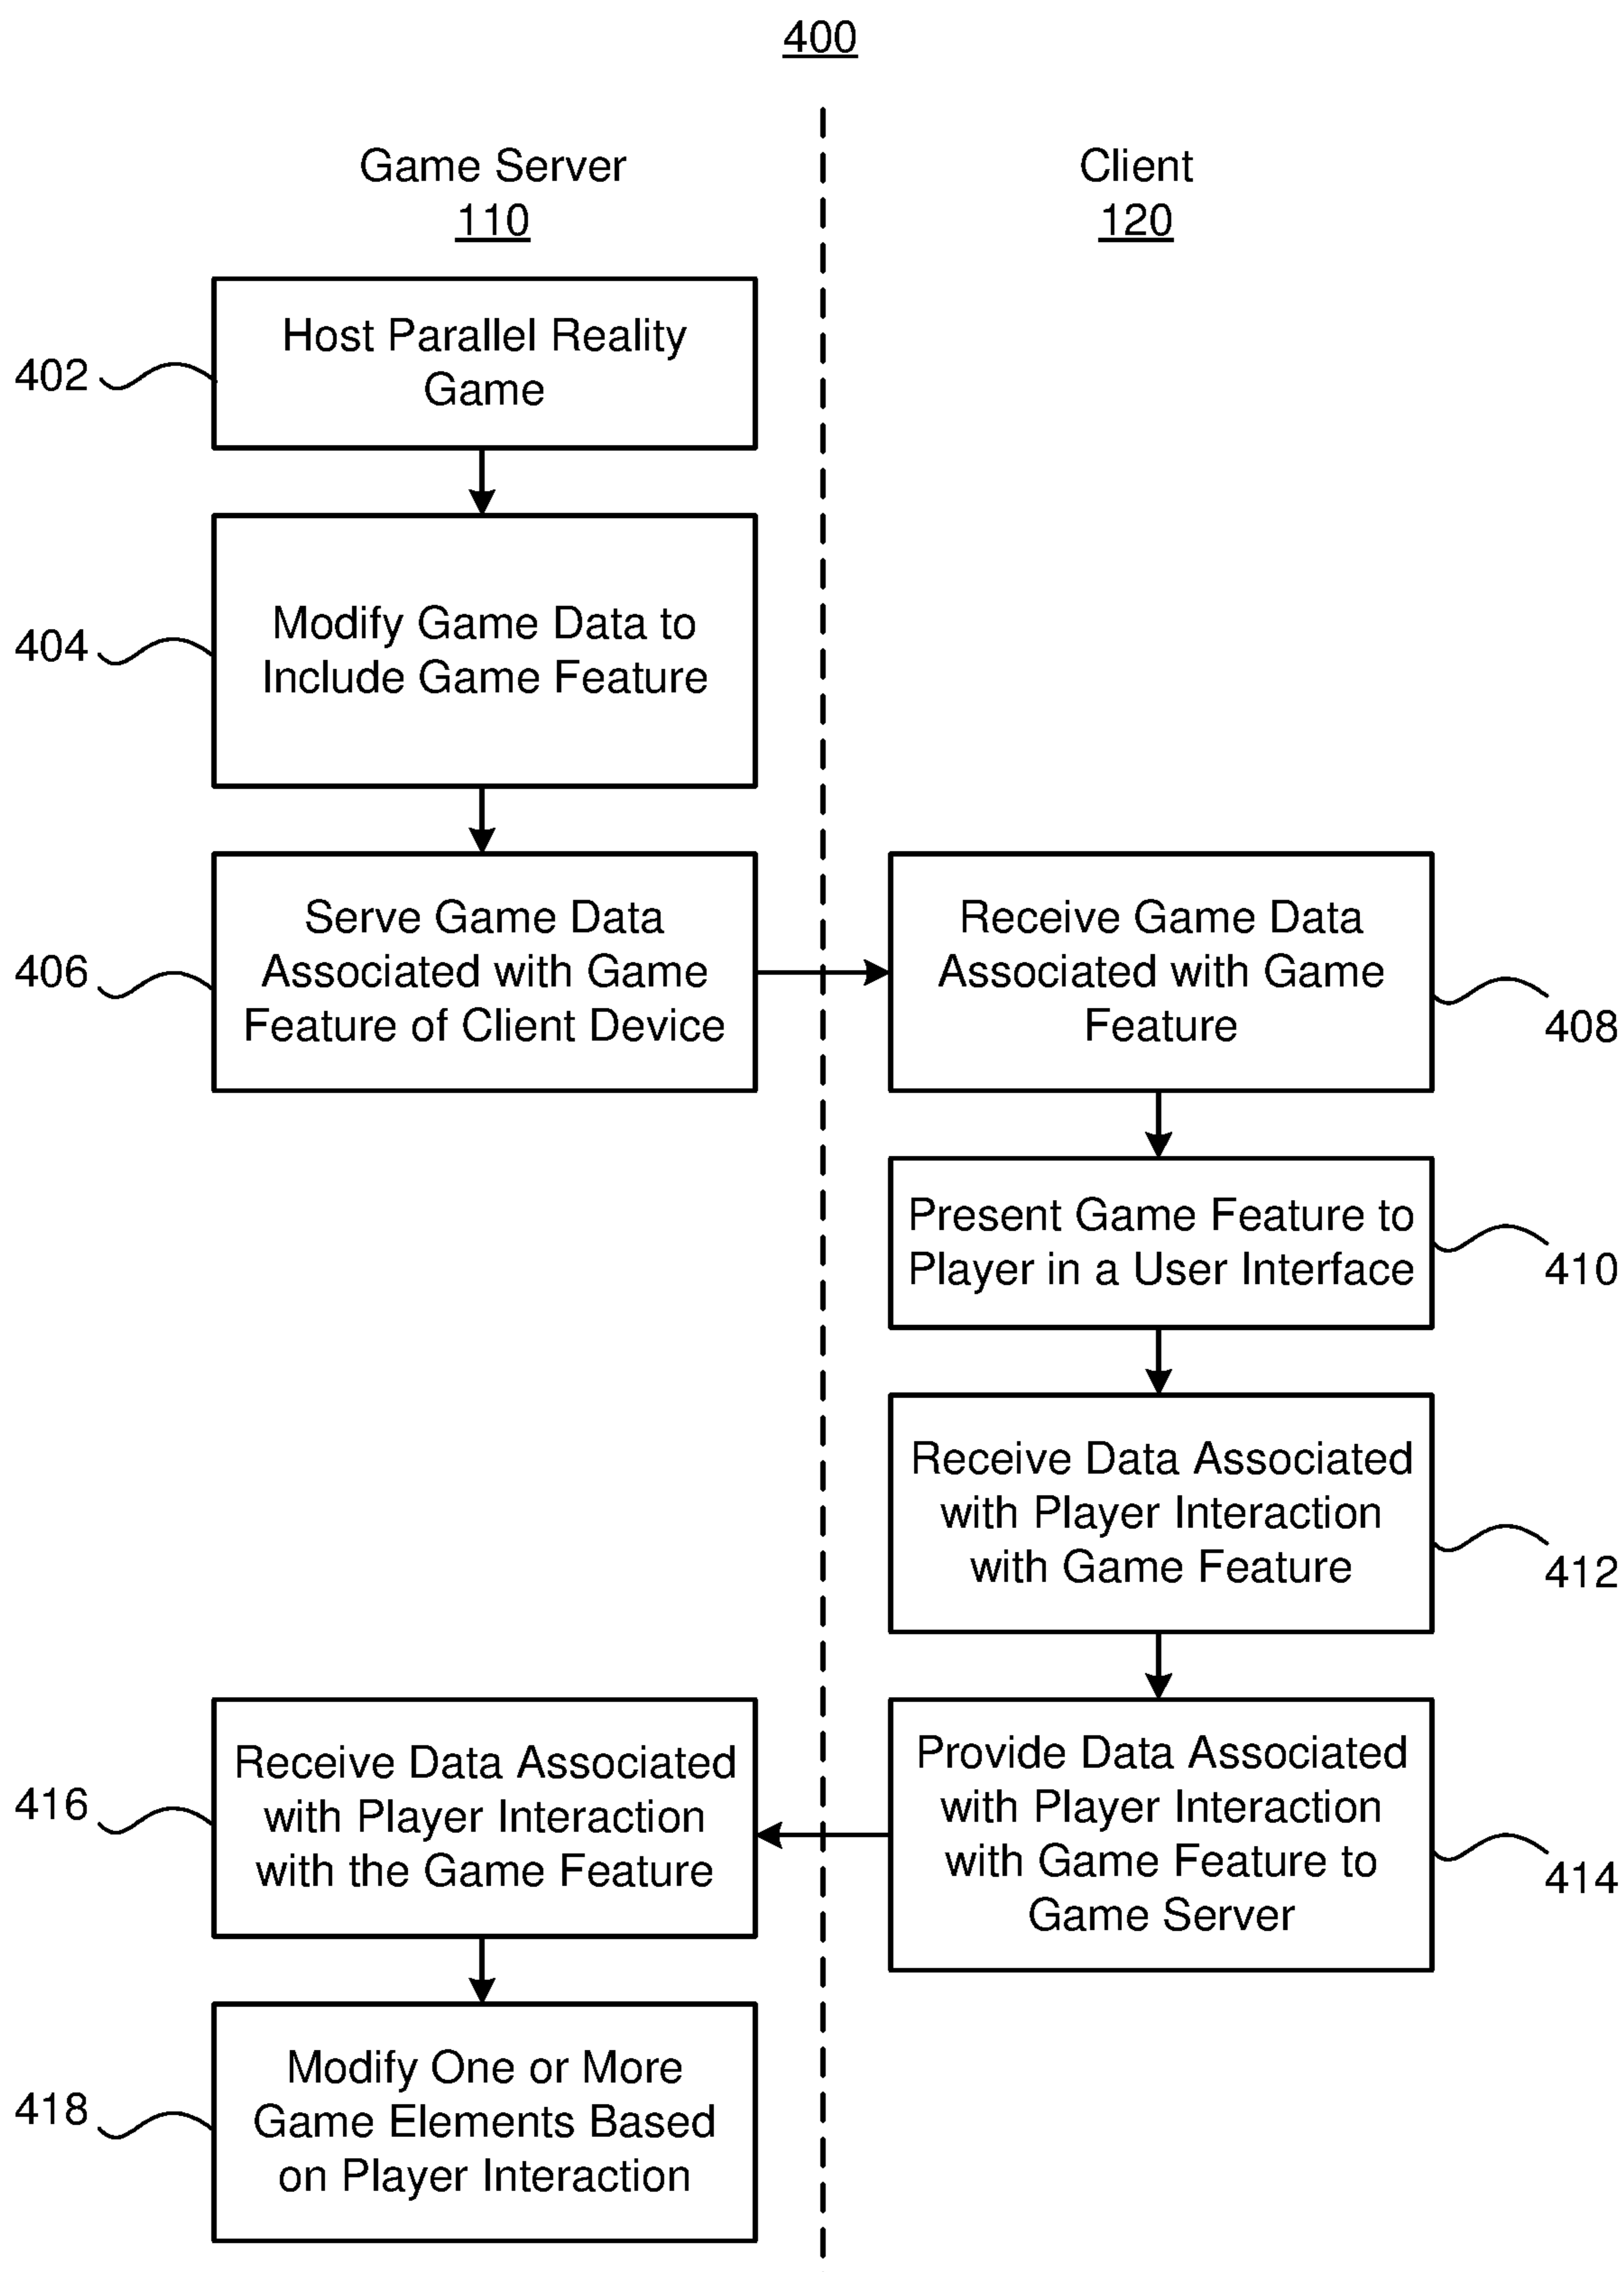 400
Game Server
110
Client
120
402
Host Parallel Reality
Game
404
Modify Game Data to
Include Game Feature
406
Serve Game Data
Associated with Game
Feature of Client Device
Receive Game Data
Associated with Game
Feature
408
Present Game Feature to
Player in a User Interface
410
Receive Data Associated
with Player Interaction
with Game Feature
412
Provide Data Associated
with Player Interaction
with Game Feature to
Game Server
414
416
Receive Data Associated
with Player Interaction
with the Game Feature
418
Modify One or More
Game Elements Based
on Player Interaction